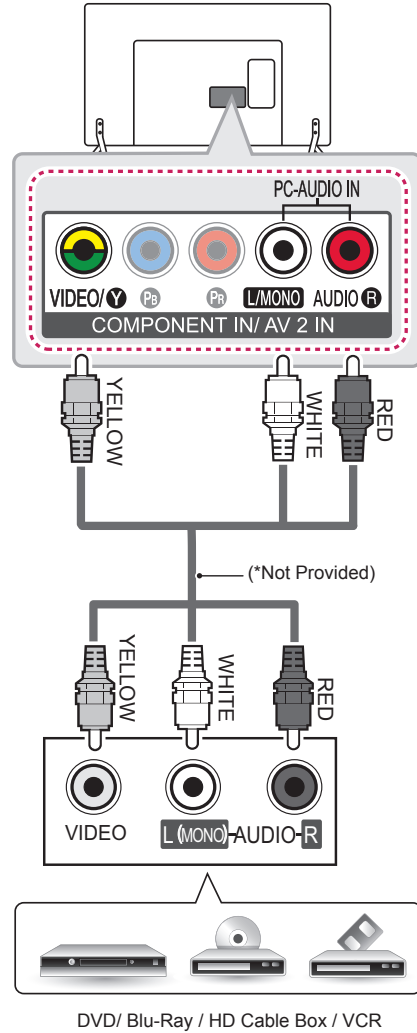 PC-AUDIO IN
VIDEO/Y PB PR L/MONO AUDIO R
COMPONENT IN/ AV 2 IN
YELLOW WHITE RED
(*Not Provided)
YELLOW WHITE RED
VIDEO L (MONO)-AUDIO-R
DVD/ Blu-Ray / HD Cable Box / VCR